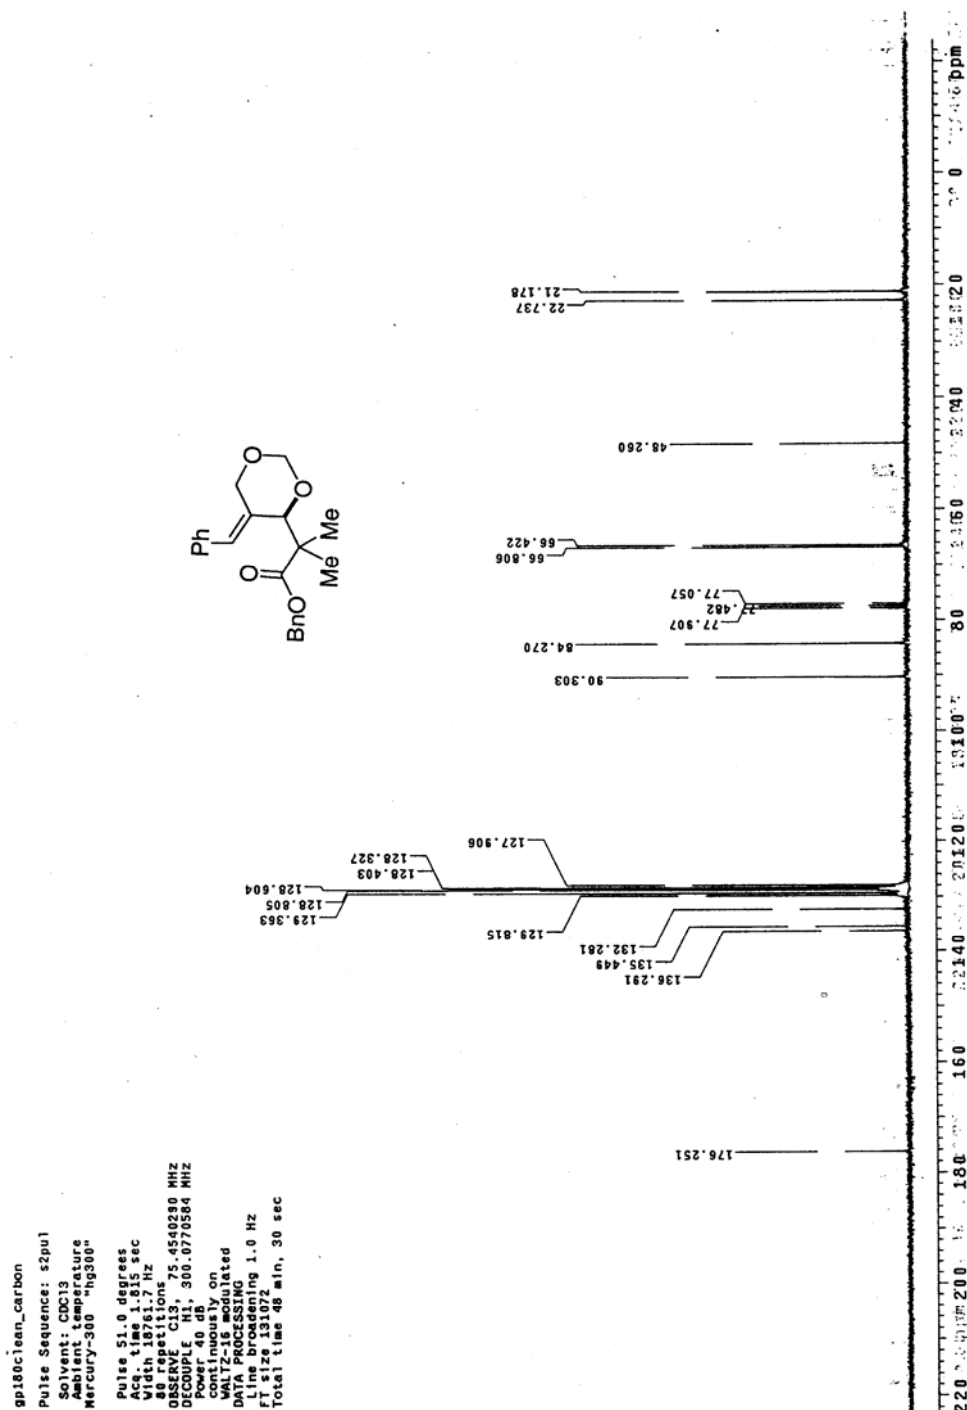 gp180clean_carbon
Pulse Sequence: s2pul
Solvent: CDCl3
Ambient temperature
Mercury-300 "hg300"
Pulse 51.0 degrees
Acq. time 1.815 sec
Width 18761.7 Hz
80 repetitions
OBSERVE C13, 75.4540290 MHz
DECOUPLE H1, 300.0770584 MHz
Power 40 dB
continuously on
WALTZ-16 modulated
DATA PROCESSING
Line broadening 1.0 Hz
FT size 131072
Total time 48 min, 30 sec
Ph
O
O
O
BnO
Me
Me
176.251
136.291
135.449
132.281
129.815
129.363
128.805
128.604
128.403
128.327
127.906
90.303
84.270
77.907
77.482
77.057
66.806
66.422
48.260
22.737
21.178
220 200 180 160 140 120 100 80 60 40 20 0 ppm